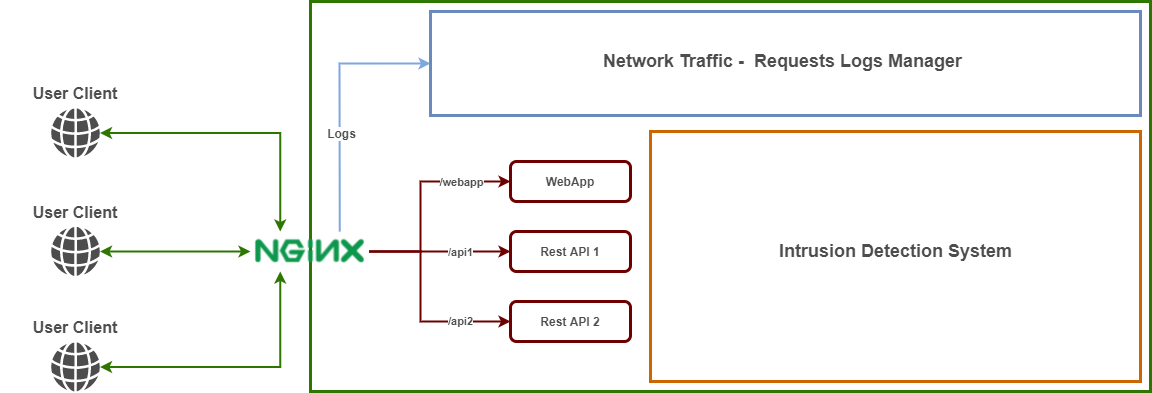 Network Traffic - Requests Logs Manager
User Client
Logs
/webapp
WebApp
User Client
NGINX
/api1
Rest API 1
Intrusion Detection System
/api2
Rest API 2
User Client